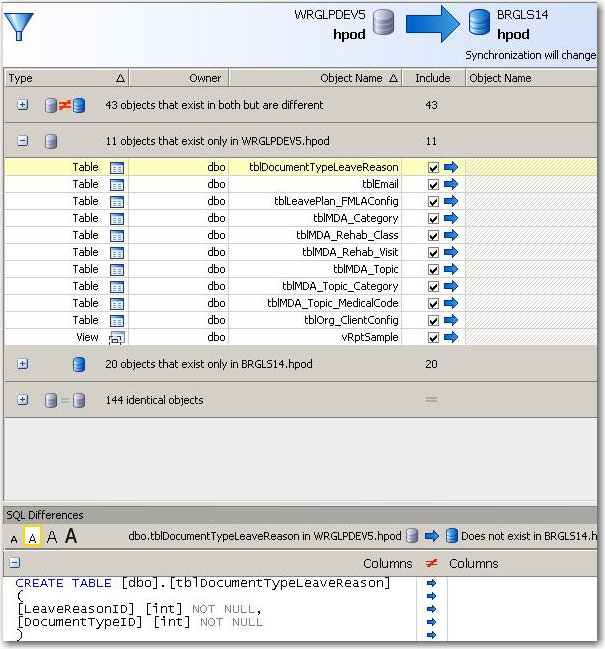 WRGLPDEV5 BRGLS14
hpod hpod
Synchronization will change
Type Owner Object Name Include Object Name
43 objects that exist in both but are different 43
11 objects that exist only in WRGLPDEV5.hpod 11
Table dbo tblDocumentTypeLeaveReason
Table dbo tblEmail
Table dbo tblLeavePlan_FMLAConfig
Table dbo tblMDA_Category
Table dbo tblMDA_Rehab_Class
Table dbo tblMDA_Rehab_Visit
Table dbo tblMDA_Topic
Table dbo tblMDA_Topic_Category
Table dbo tblMDA_Topic_MedicalCode
Table dbo tblOrg_ClientConfig
View dbo vRptSample
20 objects that exist only in BRGLS14.hpod 20
144 identical objects =
SQL Differences
A A A A dbo.tblDocumentTypeLeaveReason in WRGLPDEV5.hpod Does not exist in BRGLS14.h
Columns ≠ Columns
CREATE TABLE [dbo].[tblDocumentTypeLeaveReason]
(
[LeaveReasonID] [int] NOT NULL,
[DocumentTypeID] [int] NOT NULL
)